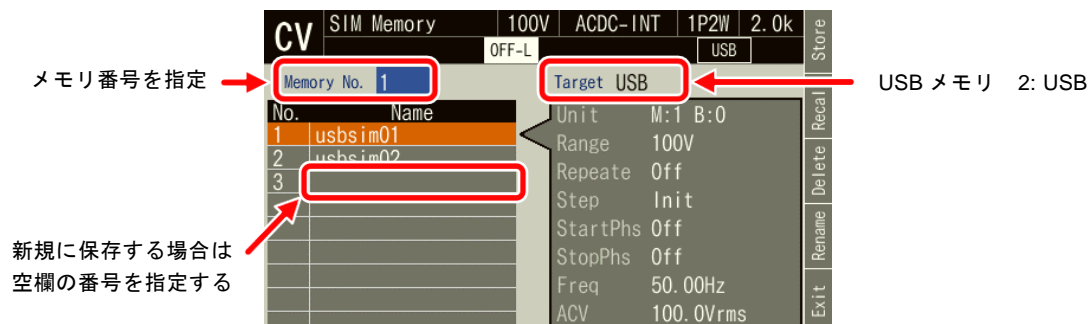 CV SIM Memory 100V ACDC-INT 1P2W 2.0k
OFF-L USB
メモリ番号を指定
Memory No. 1
Target USB
USB メモリ 2: USB
No. Name
1 usbsim01
2 usbsim02
3
Unit M:1 B:0
Range 100V
Repeate Off
Step Init
StartPhs Off
StopPhs Off
Freq 50.00Hz
ACV 100.0Vrms
新規に保存する場合は
空欄の番号を指定する
Store
Recal
Delete
Rename
Exit